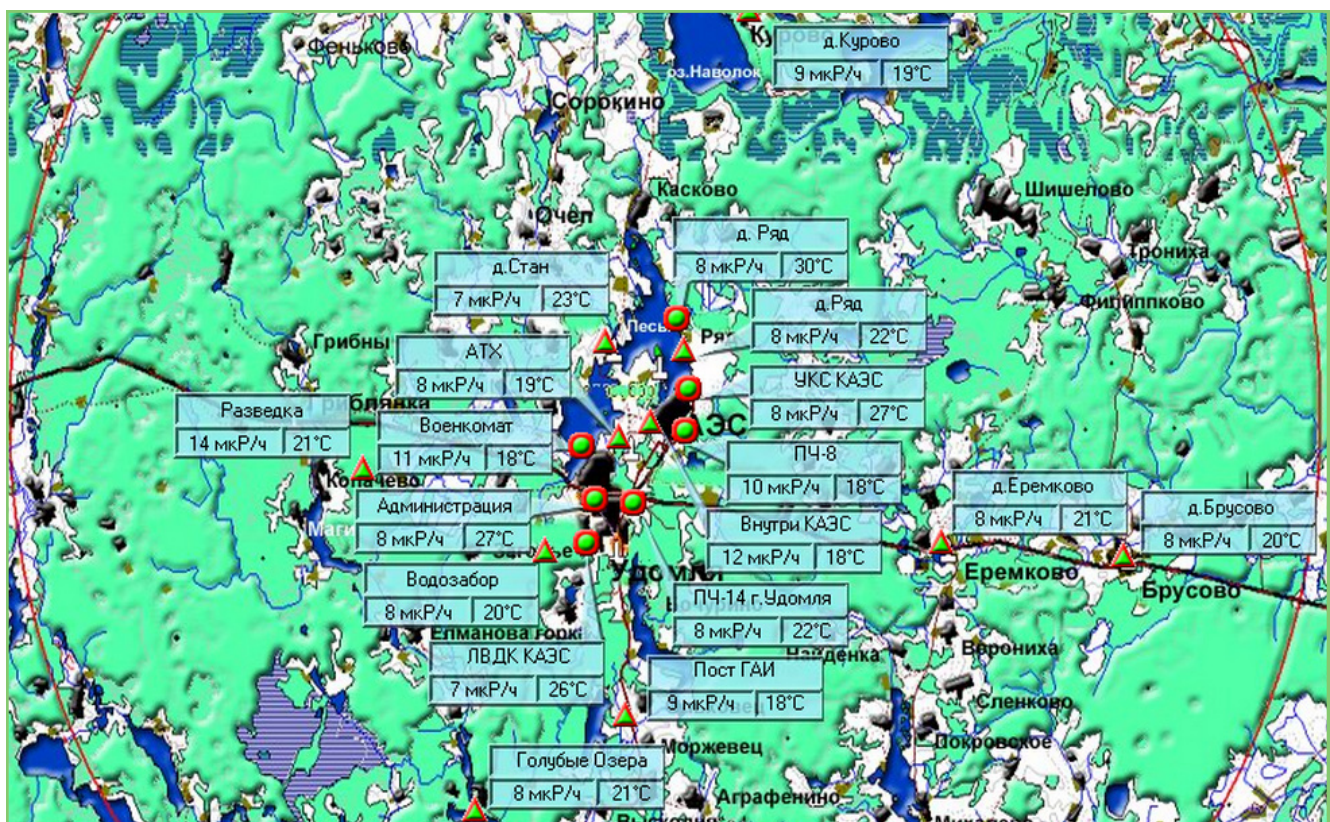 Феньково
д.Курово
9 мкР/ч 19°C
оз.Наволок
Сорокино
Касково
Шишелово
Очеп
д. Ряд
8 мкР/ч 30°C
Трониха
д.Стан
7 мкР/ч 23°C
Филиппково
д.Ряд
8 мкР/ч 22°C
Грибны
АТХ
8 мкР/ч 19°C
УКС КАЭС
8 мкР/ч 27°C
Разведка
14 мкР/ч 21°C
Военкомат
11 мкР/ч 18°C
ПЧ-8
10 мкР/ч 18°C
Копачево
Администрация
8 мкР/ч 27°C
Внутри КАЭС
12 мкР/ч 18°C
д.Еремково
8 мкР/ч 21°C
д.Брусово
8 мкР/ч 20°C
Водозабор
8 мкР/ч 20°C
Удомля
Еремково
Брусово
ПЧ-14 г.Удомля
8 мкР/ч 22°C
ЛВДК КАЭС
7 мкР/ч 26°C
Найденка
Верониха
Пост ГАИ
9 мкР/ч 18°C
Сленково
Моржевец
Покровское
Голубые Озера
8 мкР/ч 21°C
Аграфенино